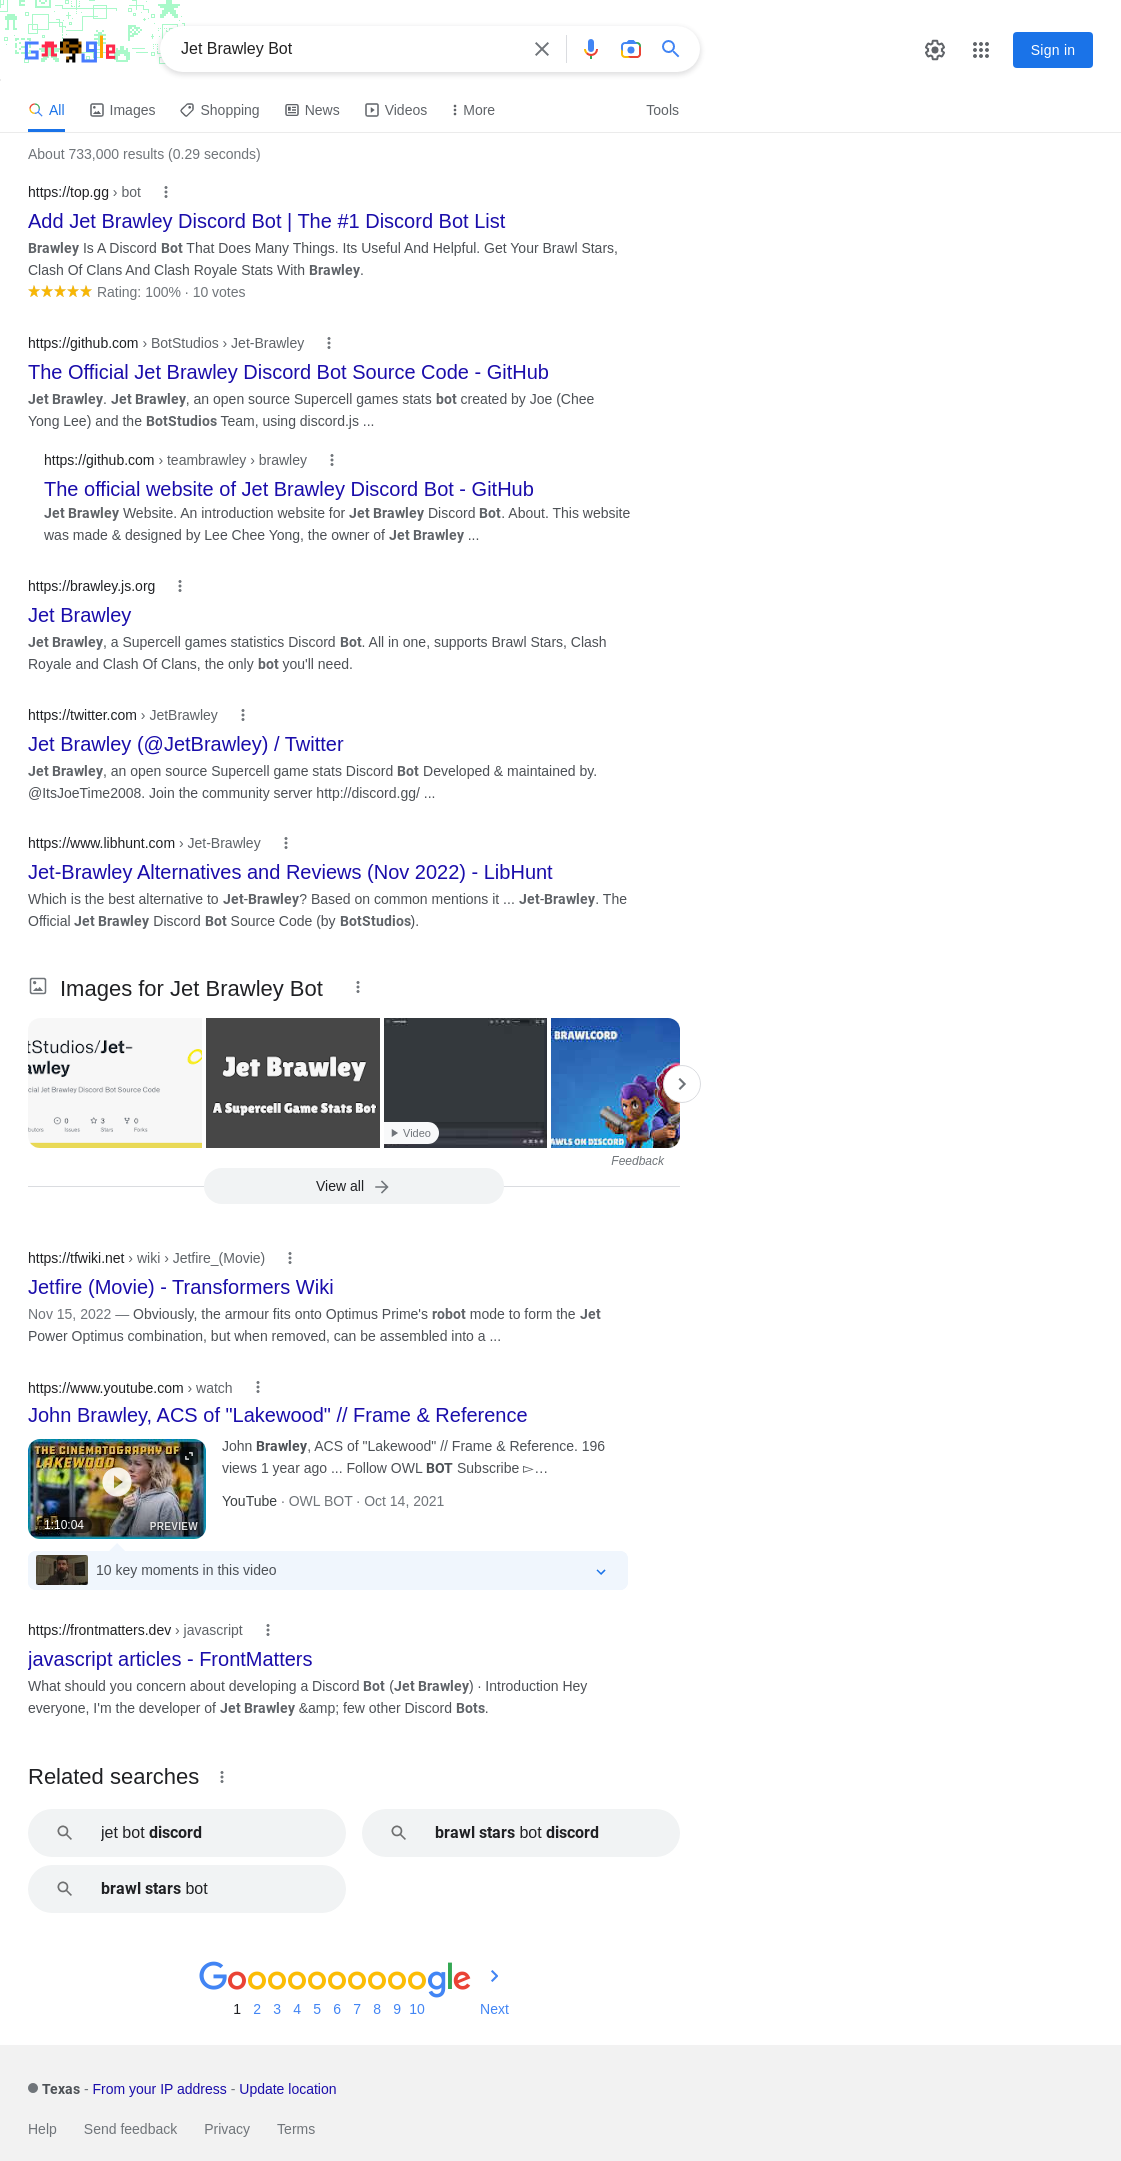 Google
Jet Brawley Bot
Sign in
All Images Shopping News Videos More Tools
About 733,000 results (0.29 seconds)
https://top.gg › bot
Add Jet Brawley Discord Bot | The #1 Discord Bot List
Brawley Is A Discord Bot That Does Many Things. Its Useful And Helpful. Get Your Brawl Stars,
Clash Of Clans And Clash Royale Stats With Brawley.
Rating: 100% · 10 votes
https://github.com › BotStudios › Jet-Brawley
The Official Jet Brawley Discord Bot Source Code - GitHub
Jet Brawley. Jet Brawley, an open source Supercell games stats bot created by Joe (Chee
Yong Lee) and the BotStudios Team, using discord.js ...
https://github.com › teambrawley › brawley
The official website of Jet Brawley Discord Bot - GitHub
Jet Brawley Website. An introduction website for Jet Brawley Discord Bot. About. This website
was made & designed by Lee Chee Yong, the owner of Jet Brawley ...
https://brawley.js.org
Jet Brawley
Jet Brawley, a Supercell games statistics Discord Bot. All in one, supports Brawl Stars, Clash
Royale and Clash Of Clans, the only bot you'll need.
https://twitter.com › JetBrawley
Jet Brawley (@JetBrawley) / Twitter
Jet Brawley, an open source Supercell game stats Discord Bot Developed & maintained by.
@ItsJoeTime2008. Join the community server http://discord.gg/ ...
https://www.libhunt.com › Jet-Brawley
Jet-Brawley Alternatives and Reviews (Nov 2022) - LibHunt
Which is the best alternative to Jet-Brawley? Based on common mentions it ... Jet-Brawley. The
Official Jet Brawley Discord Bot Source Code (by BotStudios).
Images for Jet Brawley Bot
tStudios/Jet-
awley
cial Jet Brawley Discord Bot Source Code
0 3 0
butors Issues Stars Forks
Jet Brawley
A Supercell Game Stats Bot
Video
BRAWLCORD
AWLS ON DISCORD
Feedback
View all
https://tfwiki.net › wiki › Jetfire_(Movie)
Jetfire (Movie) - Transformers Wiki
Nov 15, 2022 — Obviously, the armour fits onto Optimus Prime's robot mode to form the Jet
Power Optimus combination, but when removed, can be assembled into a ...
https://www.youtube.com › watch
John Brawley, ACS of "Lakewood" // Frame & Reference
THE CINEMATOGRAPHY OF
LAKEWOOD
1:10:04
PREVIEW
John Brawley, ACS of "Lakewood" // Frame & Reference. 196
views 1 year ago ... Follow OWL BOT Subscribe ▻…
YouTube · OWL BOT · Oct 14, 2021
10 key moments in this video
https://frontmatters.dev › javascript
javascript articles - FrontMatters
What should you concern about developing a Discord Bot (Jet Brawley) · Introduction Hey
everyone, I'm the developer of Jet Brawley &amp; few other Discord Bots.
Related searches
jet bot discord
brawl stars bot discord
brawl stars bot
Goooooooooogle
1 2 3 4 5 6 7 8 9 10 Next
Texas - From your IP address - Update location
Help Send feedback Privacy Terms